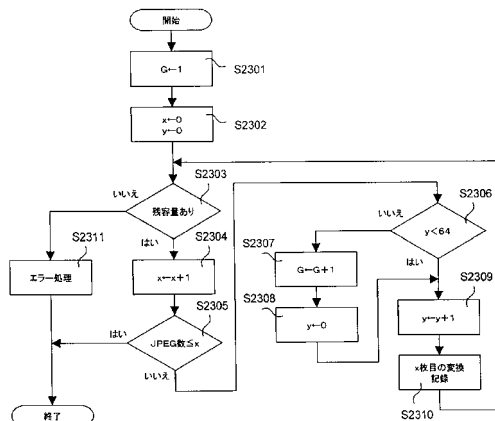 開始
G←1
S2301
x←0
y←0
S2302
S2303
いいえ
残容量あり
はい
S2304
S2311
エラー処理
x←x+1
S2305
はい
JPEG数≦x
いいえ
終了
S2306
いいえ
y<64
はい
S2307
G←G+1
S2308
y←0
S2309
y←y+1
x枚目の変換
記録
S2310